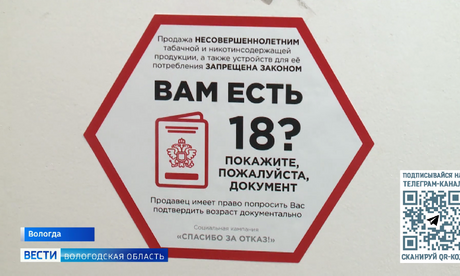 Продажа НЕСОВЕРШЕННОЛЕТНИМ
табачной и никотинсодержащей
продукции, а также устройств для её
потребления ЗАПРЕЩЕНА ЗАКОНОМ
ВАМ ЕСТЬ
18?
ПОКАЖИТЕ,
ПОЖАЛУЙСТА,
ДОКУМЕНТ
Продавец имеет право попросить Вас
подтвердить возраст документально
Социальная кампания
«СПАСИБО ЗА ОТКАЗ!»
ПОДПИСЫВАЙСЯ НА
ТЕЛЕГРАМ-КАНАЛ
СКАНИРУЙ QR-КО
Вологда
ВЕСТИ ВОЛОГОДСКАЯ ОБЛАСТЬ